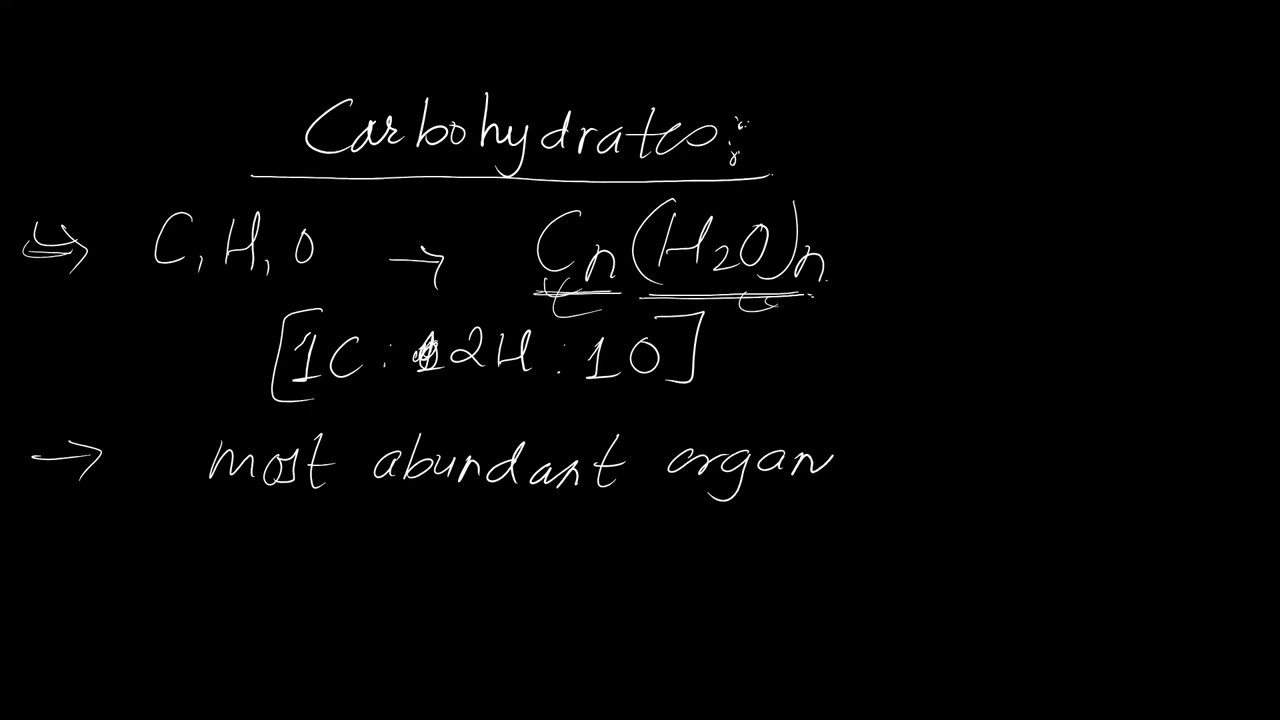 Carbohydrates:
⇒ C, H, O → Cn(H2O)n
[1C : 2H : 1O]
→ most abundant organ